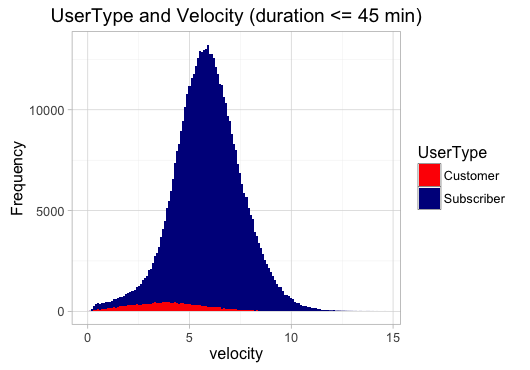 UserType and Velocity (duration <= 45 min)
Frequency
10000
5000
0
0 5 10 15
velocity
UserType
Customer
Subscriber